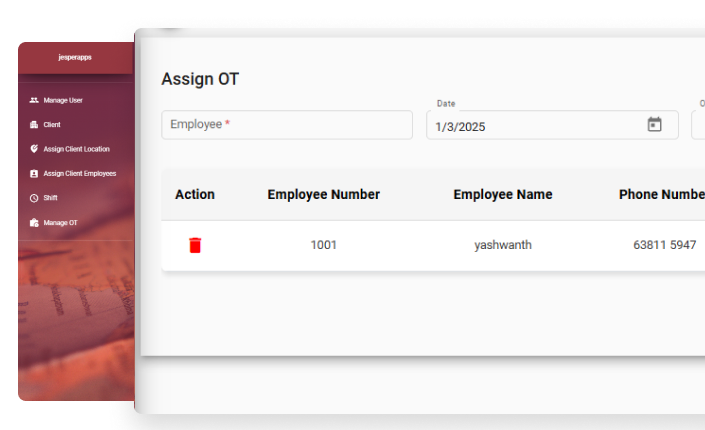 jesperapps
Manage User
Client
Assign Client Location
Assign Client Employees
Shift
Manage OT
Assign OT
Employee *
Date
1/3/2025
Action Employee Number Employee Name Phone Numbe
1001 yashwanth 63811 5947